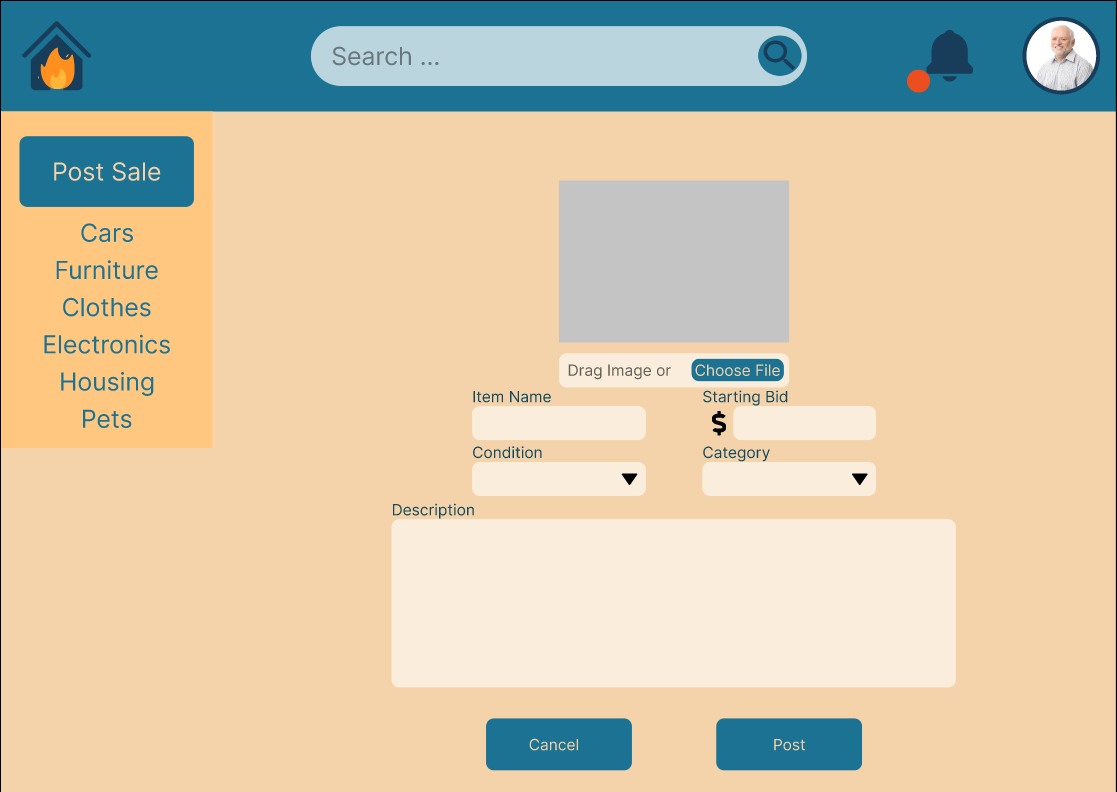 Search ...
Post Sale
Cars
Furniture
Clothes
Electronics
Housing
Pets
Drag Image or Choose File
Item Name Starting Bid
$
Condition Category
Description
Cancel Post